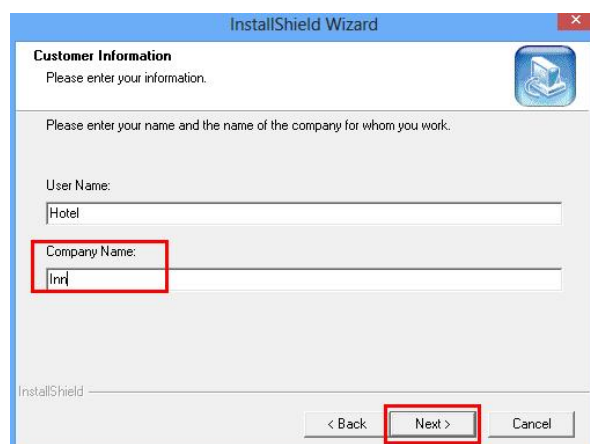 InstallShield Wizard
Customer Information
Please enter your information.
Please enter your name and the name of the company for whom you work.
User Name:
Hotel
Company Name:
Inn
InstallShield
< Back Next > Cancel